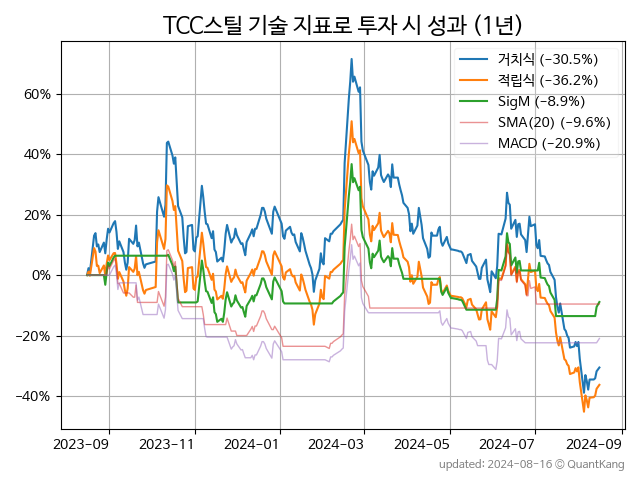 TCC스틸 기술 지표로 투자 시 성과 (1년)
거치식 (-30.5%)
적립식 (-36.2%)
SigM (-8.9%)
SMA(20) (-9.6%)
MACD (-20.9%)
60%
40%
20%
0%
-20%
-40%
2023-09 2023-11 2024-01 2024-03 2024-05 2024-07 2024-09
updated: 2024-08-16 © QuantKang